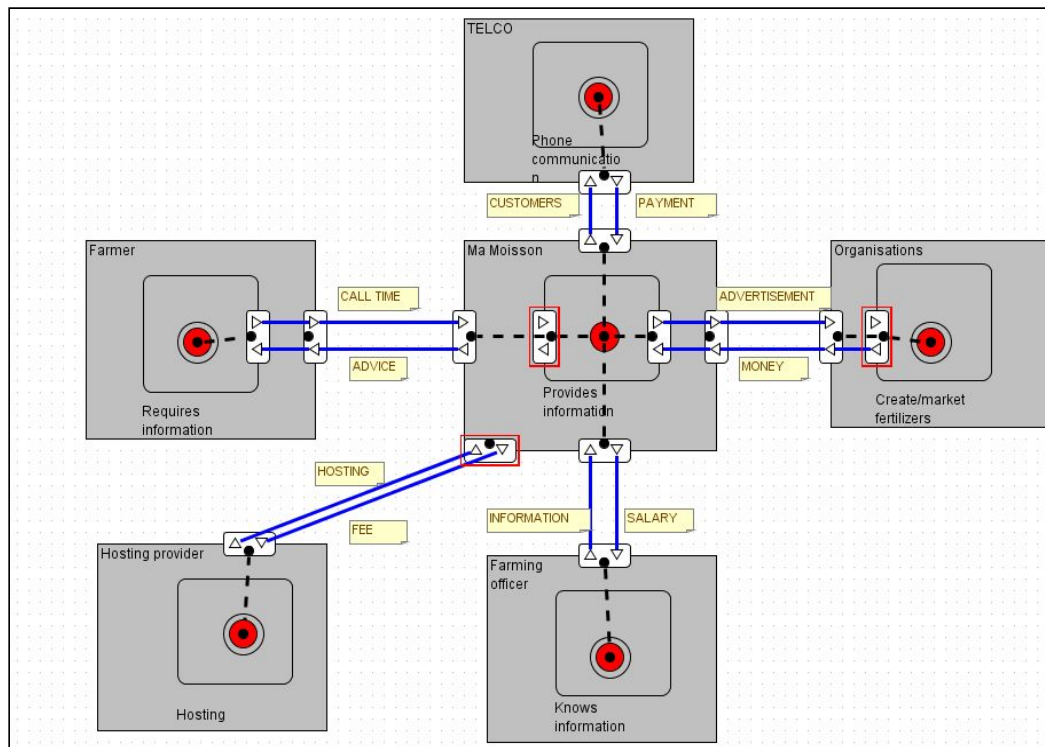 TELCO
Phone
communicatio
n
CUSTOMERS
PAYMENT
Farmer
Ma Moisson
Organisations
CALL TIME
ADVERTISEMENT
ADVICE
MONEY
Requires
information
Provides
information
Create/market
fertilizers
HOSTING
FEE
INFORMATION
SALARY
Hosting provider
Farming
officer
Hosting
Knows
information